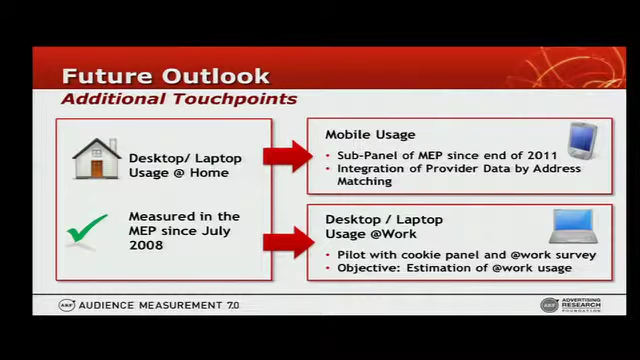 Future Outlook
Additional Touchpoints
Desktop/ Laptop
Usage @ Home
Measured in the
MEP since July
2008
Mobile Usage
• Sub-Panel of MEP since end of 2011
• Integration of Provider Data by Address
Matching
Desktop / Laptop
Usage @Work
• Pilot with cookie panel and @work survey
• Objective: Estimation of @work usage
ARF AUDIENCE MEASUREMENT 7.0
ARF ADVERTISING
RESEARCH
FOUNDATION